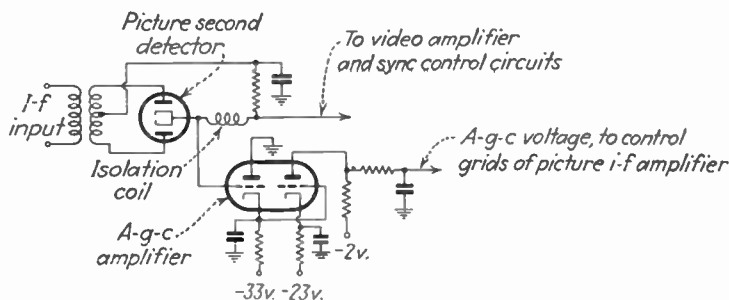 Picture second
detector
To video amplifier
and sync control circuits
I-f
input
Isolation
coil
A-g-c voltage, to control
grids of picture i-f amplifier
A-g-c
amplifier
-2v.
-33v. -23v.